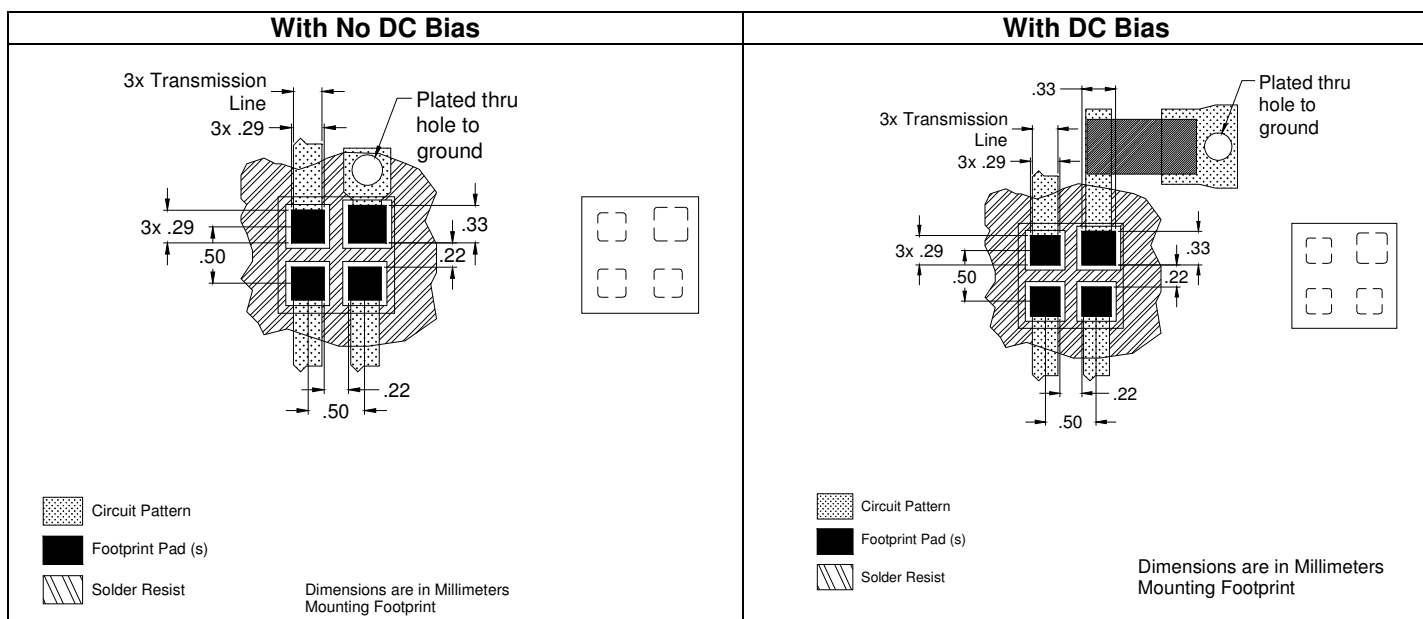 With No DC Bias
With DC Bias
3x Transmission
Line
3x .29
Plated thru
hole to
ground
3x .29
.50
.33
.22
.22
.50
Circuit Pattern
Footprint Pad (s)
Solder Resist
Dimensions are in Millimeters
Mounting Footprint
.33
3x Transmission
Line
3x .29
Plated thru
hole to
ground
3x .29
.50
.33
.22
.22
.50
Circuit Pattern
Footprint Pad (s)
Solder Resist
Dimensions are in Millimeters
Mounting Footprint